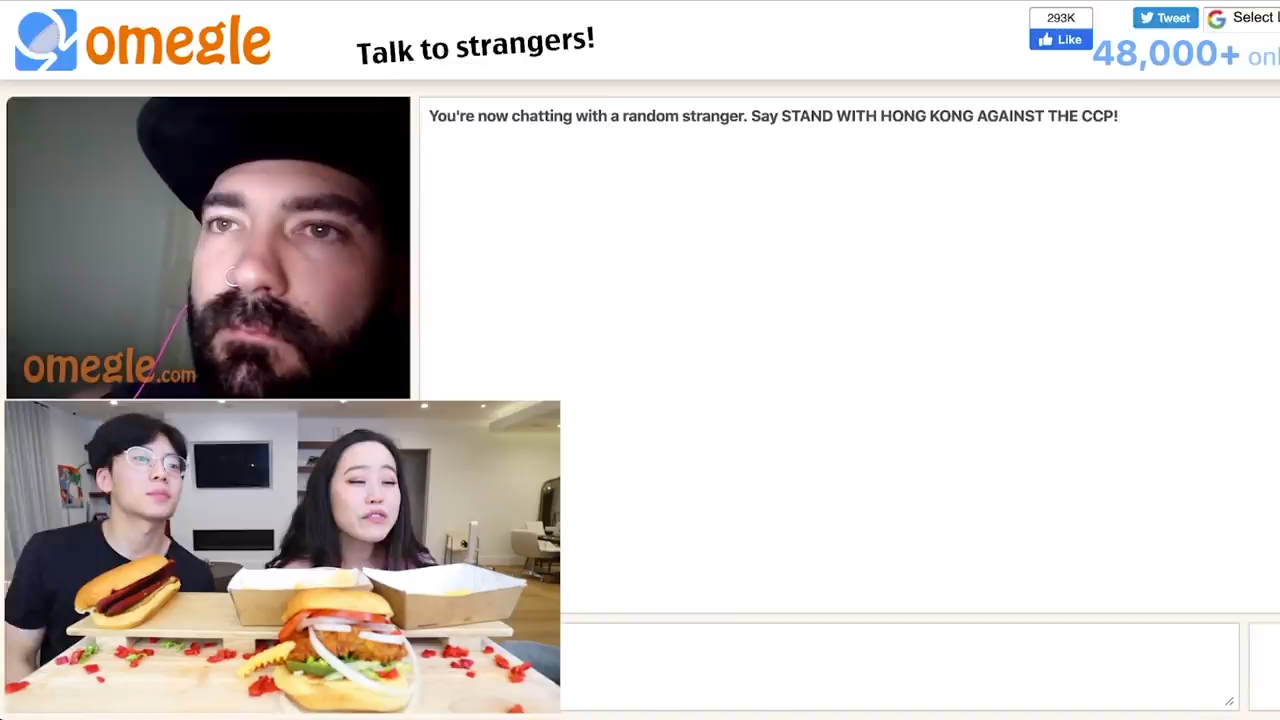 omegle
Talk to strangers!
293K
Like
Tweet
Select
48,000+ onl
You're now chatting with a random stranger. Say STAND WITH HONG KONG AGAINST THE CCP!
omegle.com